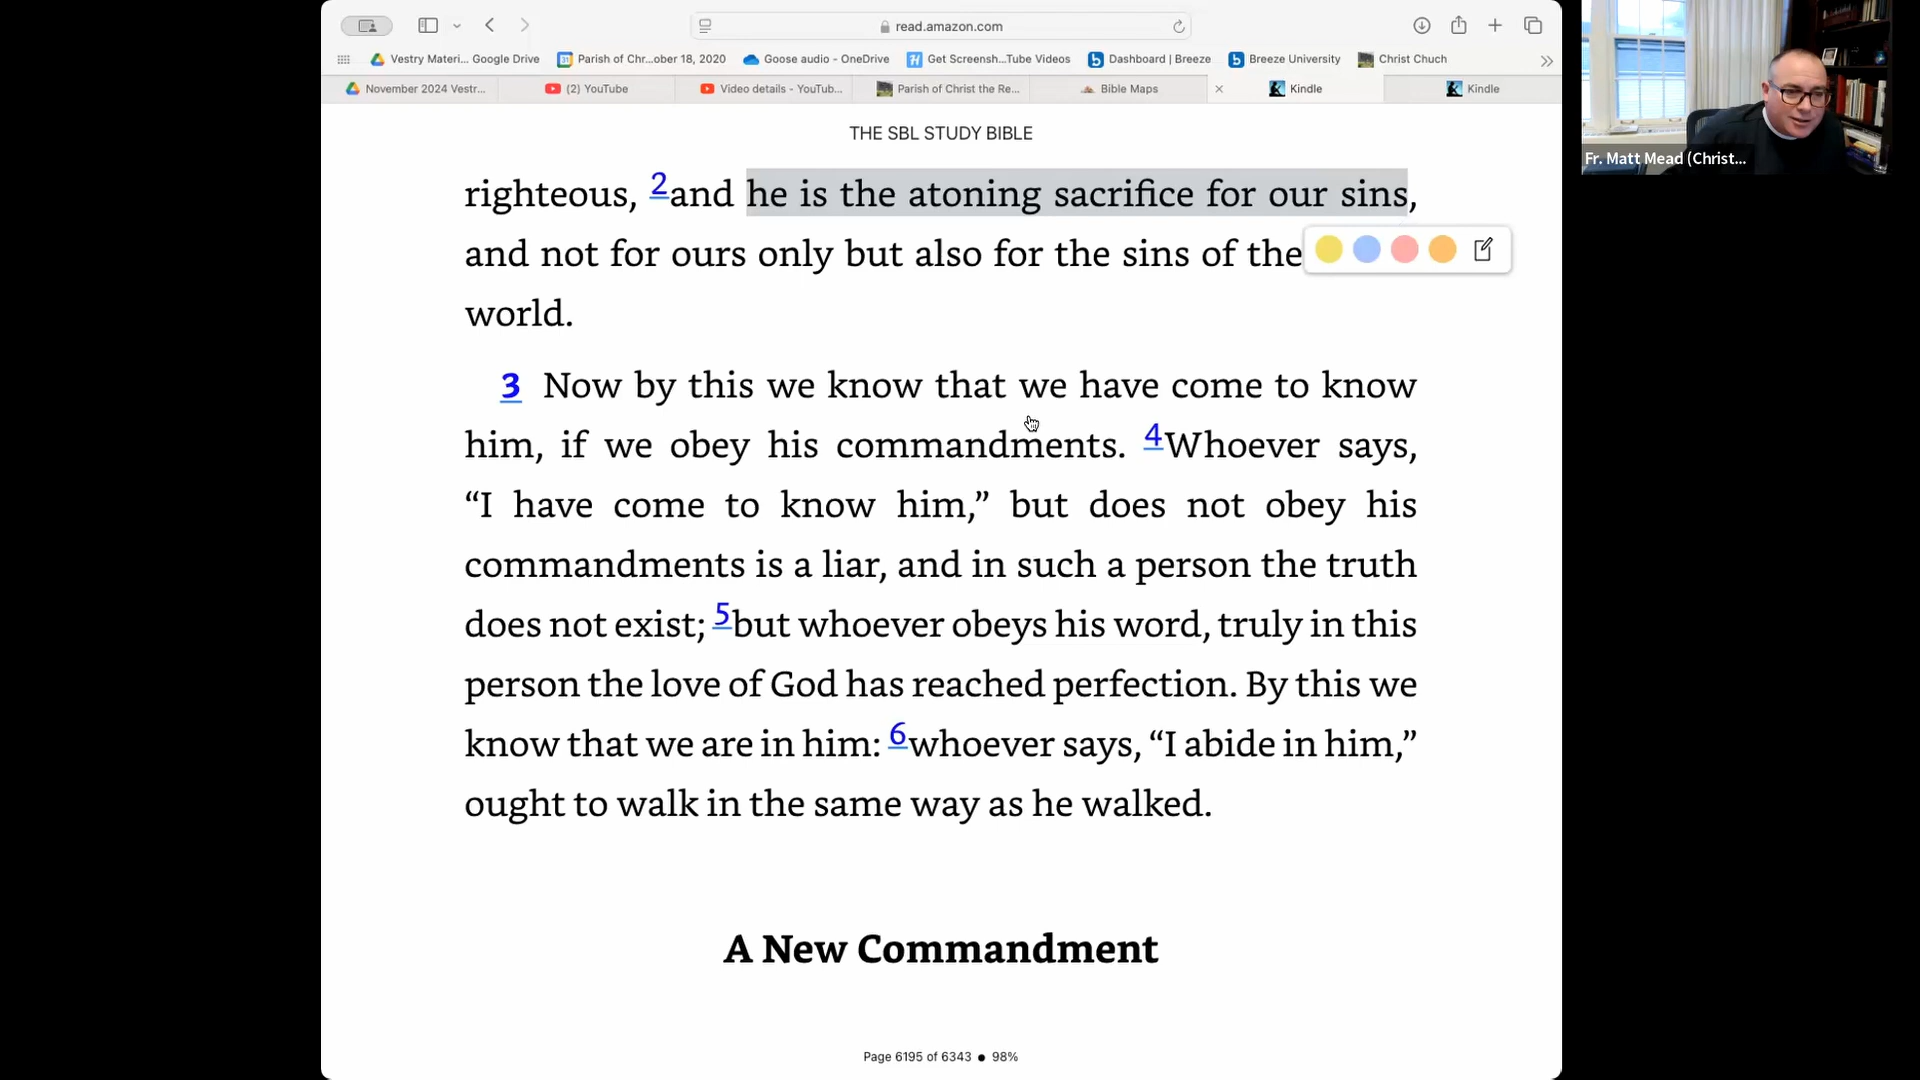 read.amazon.com
Vestry Materi... Google Drive
Parish of Chr...ober 18, 2020
Goose audio - OneDrive
Get Screensh...Tube Videos
Dashboard | Breeze
Breeze University
Christ Chuch
November 2024 Vestr...
(2) YouTube
Video details - YouTub...
Parish of Christ the Re...
Bible Maps
Kindle
Kindle
Fr. Matt Mead (Christ...
THE SBL STUDY BIBLE
righteous, 2and he is the atoning sacrifice for our sins,
and not for ours only but also for the sins of the
world.
3 Now by this we know that we have come to know
him, if we obey his commandments. 4Whoever says,
“I have come to know him,” but does not obey his
commandments is a liar, and in such a person the truth
does not exist; 5but whoever obeys his word, truly in this
person the love of God has reached perfection. By this we
know that we are in him: 6whoever says, “I abide in him,”
ought to walk in the same way as he walked.
A New Commandment
Page 6195 of 6343 ● 98%